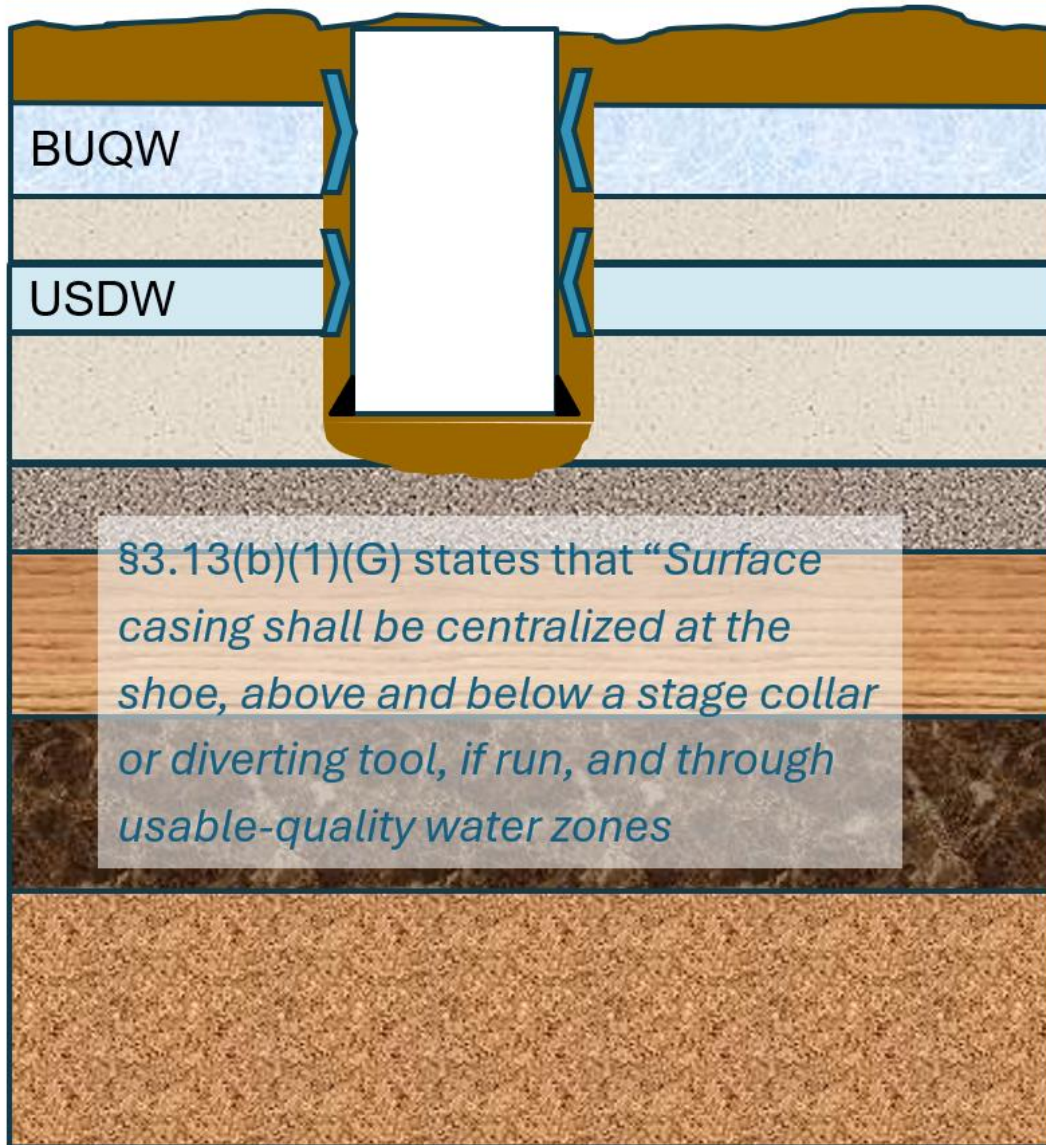 BUQW
USDW
§3.13(b)(1)(G) states that “Surface
casing shall be centralized at the
shoe, above and below a stage collar
or diverting tool, if run, and through
usable-quality water zones